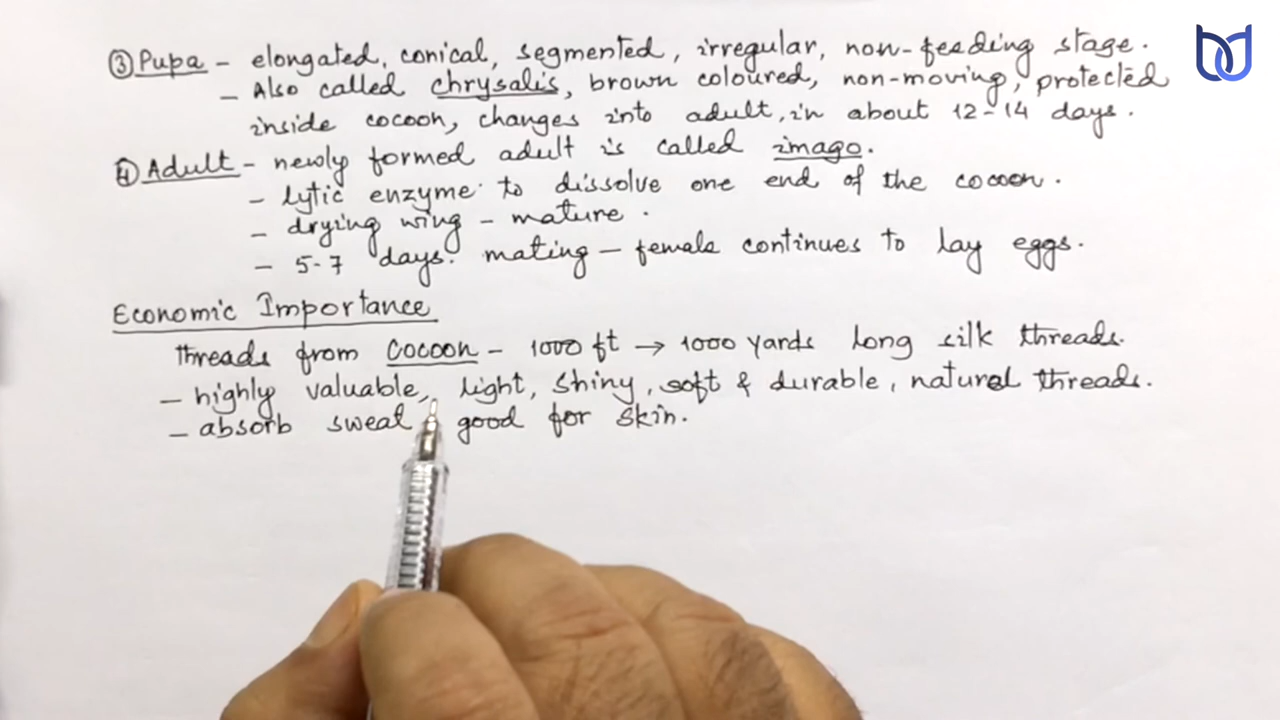 ③ Pupa - elongated, conical, segmented, irregular, non-feeding stage.
- Also called chrysalis, brown coloured, non-moving, protected
inside cocoon, changes into adult, in about 12-14 days.
④ Adult - newly formed adult is called imago.
- lytic enzyme to dissolve one end of the cocoon.
- drying wing - mature.
- 5-7 days. mating - female continues to lay eggs.
Economic Importance
threads from cocoon - 1000 ft → 1000 yards long silk threads.
- highly valuable, light, shiny, soft & durable, natural threads.
- absorb sweat good for skin.